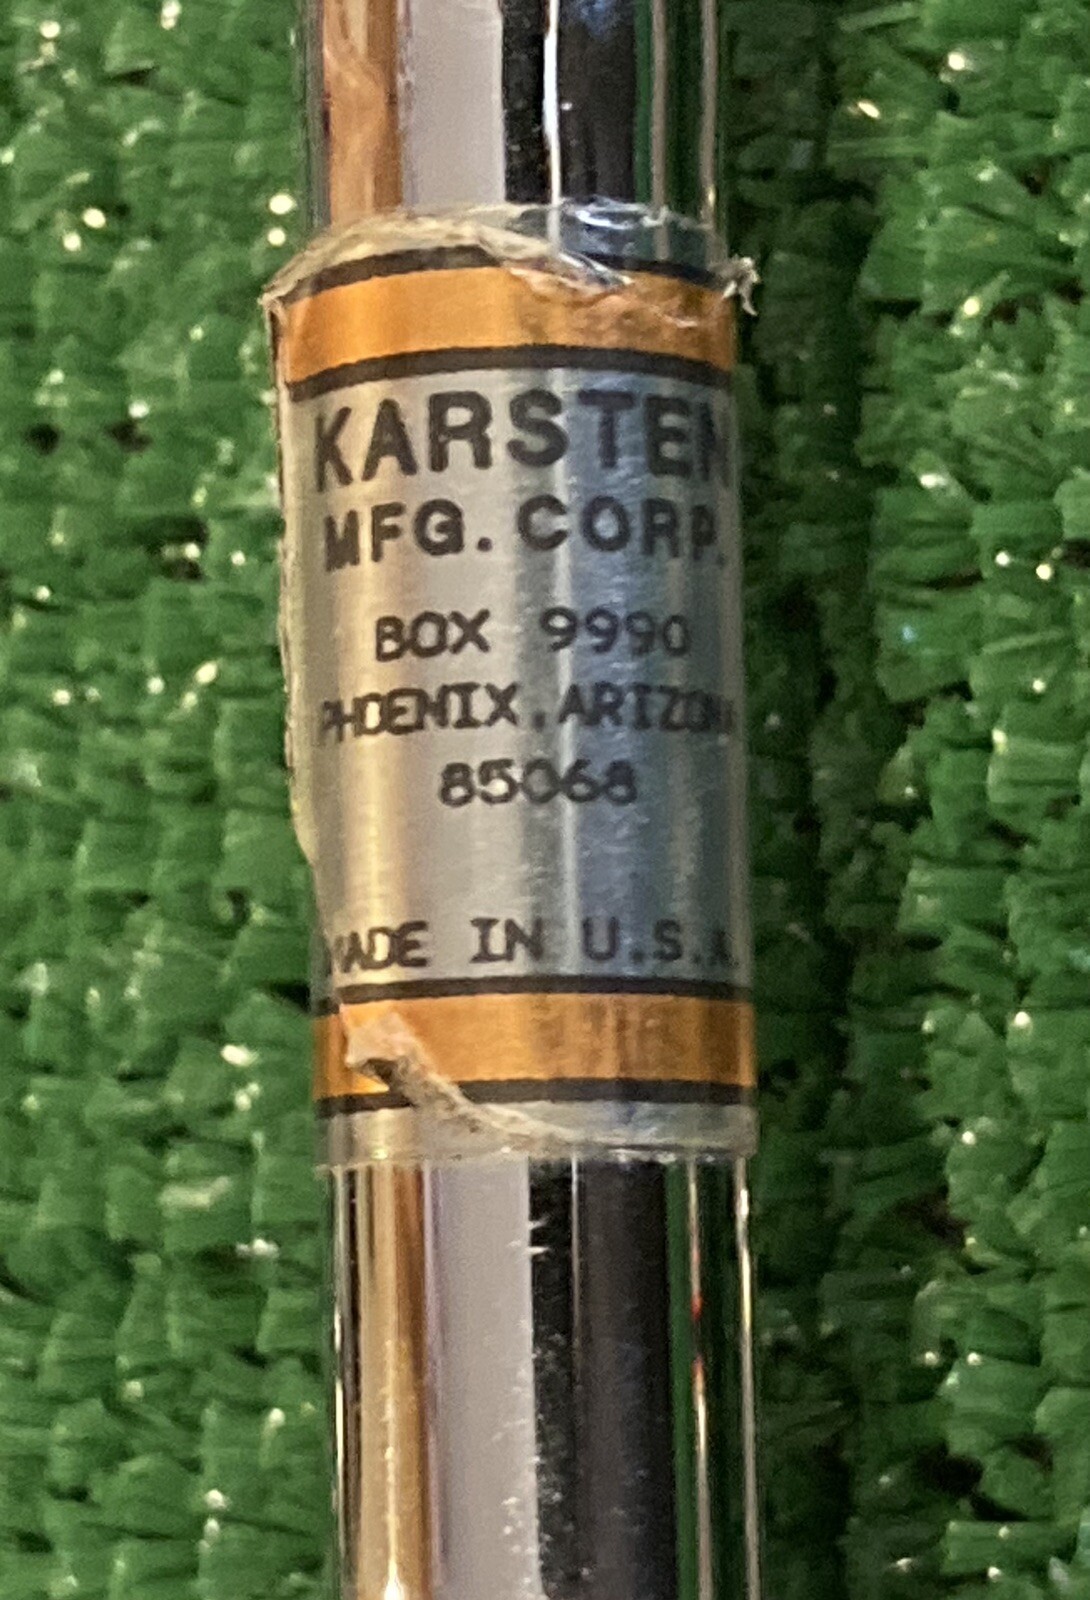 KARSTEN
MFG. CORP.
BOX 9990
PHOENIX, ARIZONA
85068
MADE IN U.S.A.